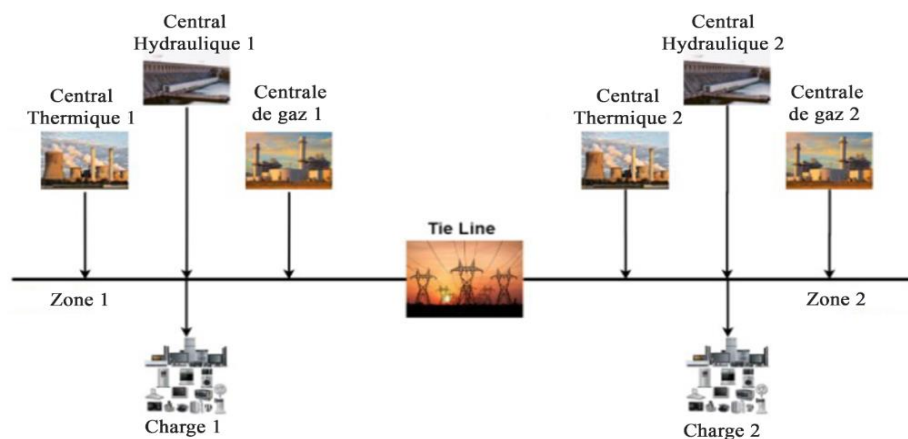 Central
Hydraulique 1
Central
Thermique 1
Centrale
de gaz 1
Central
Hydraulique 2
Central
Thermique 2
Centrale
de gaz 2
Tie Line
Zone 1
Zone 2
Charge 1
Charge 2